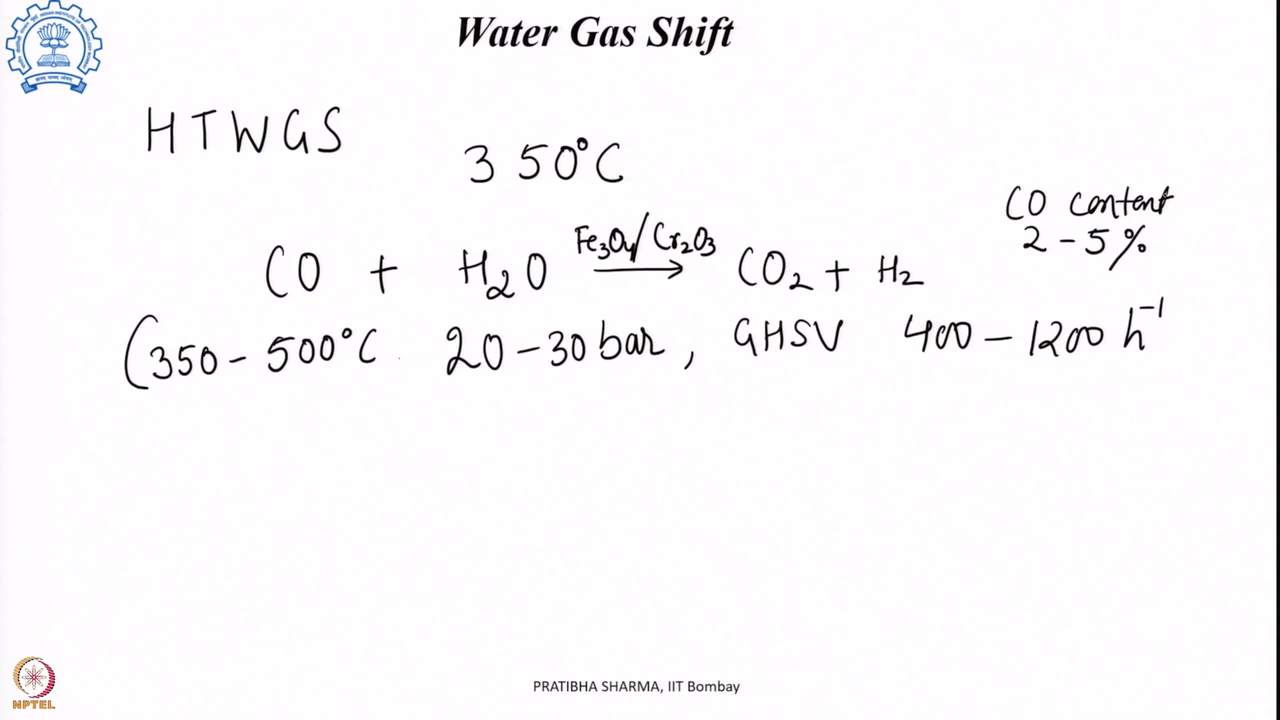 Water Gas Shift
HTWGS
350°C
CO content
2-5%
CO + H2O Fe3O4/Cr2O3 → CO2 + H2
(350-500°C 20-30 bar, GHSV 400-1200 h⁻¹
NPTEL
PRATIBHA SHARMA, IIT Bombay